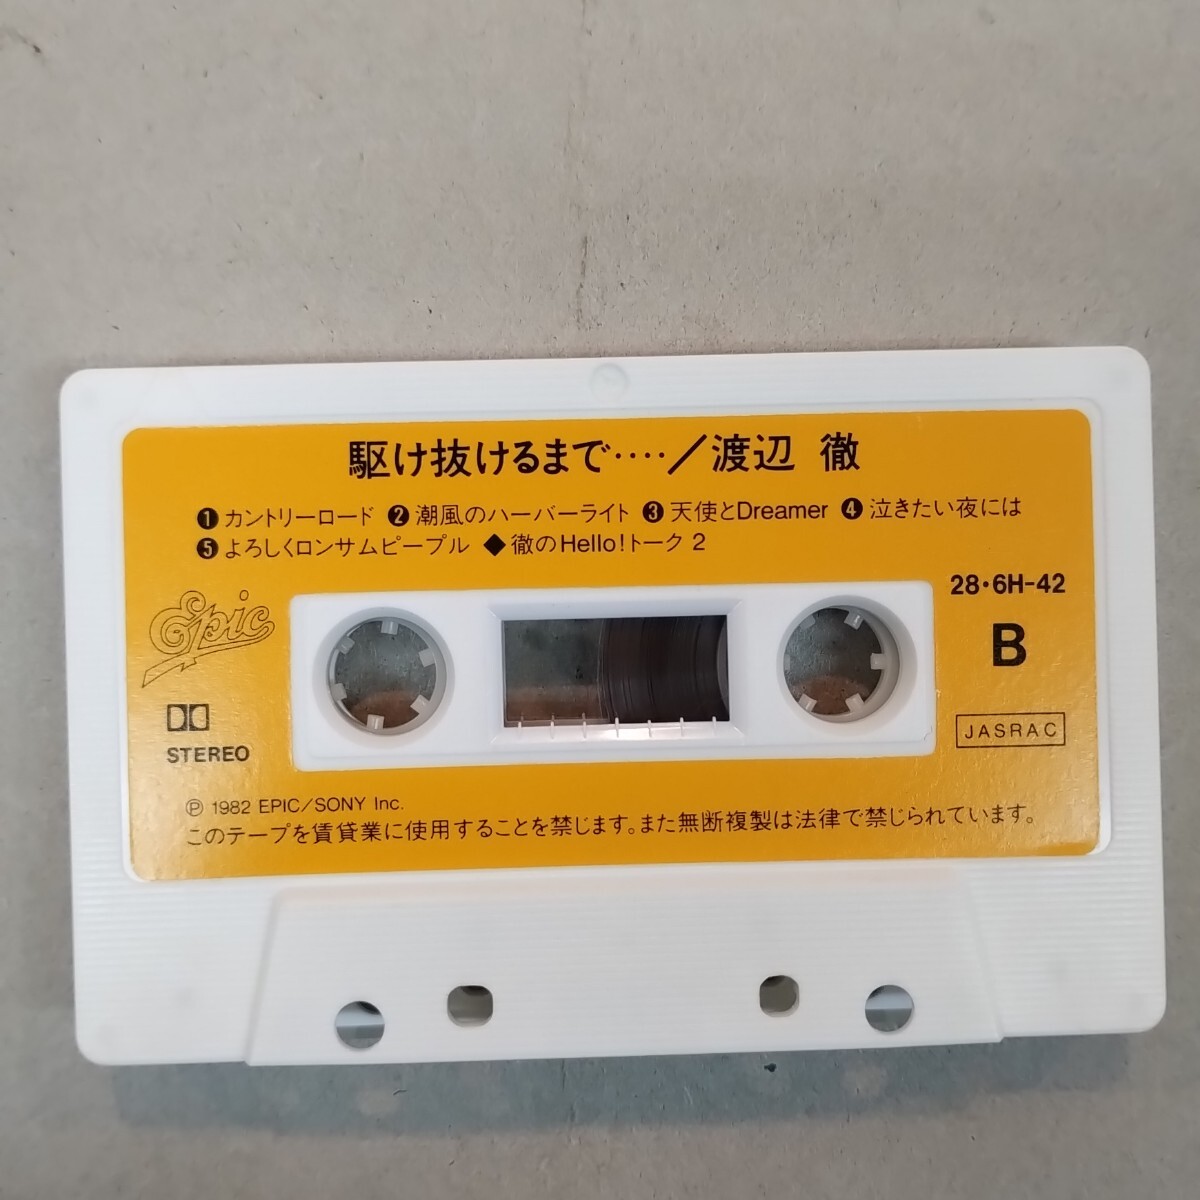 駆け抜けるまで‥‥／渡辺 徹
❶ カントリーロード ❷ 潮風のハーバーライト ❸ 天使とDreamer ❹ 泣きたい夜には
❺ よろしくロンサムピープル ◆ 徹のHello!トーク 2
28・6H-42
Epic
B
STEREO
JASRAC
Ⓟ 1982 EPIC/SONY Inc.
このテープを賃貸業に使用することを禁じます。また無断複製は法律で禁じられています。